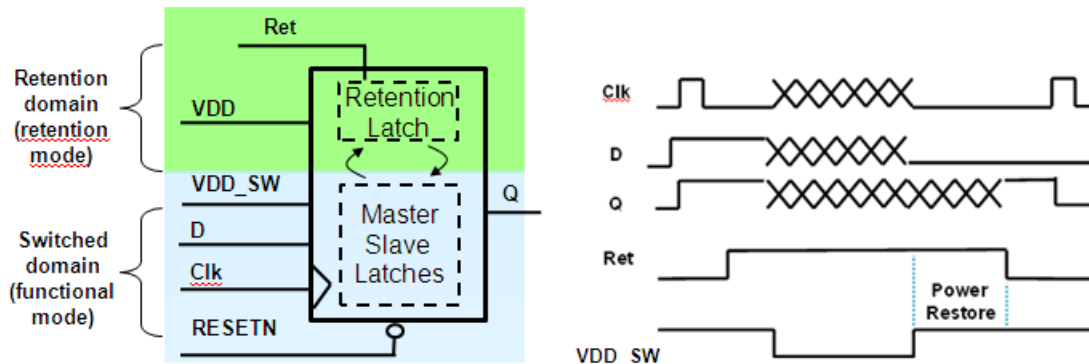 Ret
Retention
domain
(retention
mode)
VDD
Retention
Latch
VDD_SW
D
Clk
RESETN
Switched
domain
(functional
mode)
Master
Slave
Latches
Q
Clk
D
Q
Ret
Power
Restore
VDD_SW